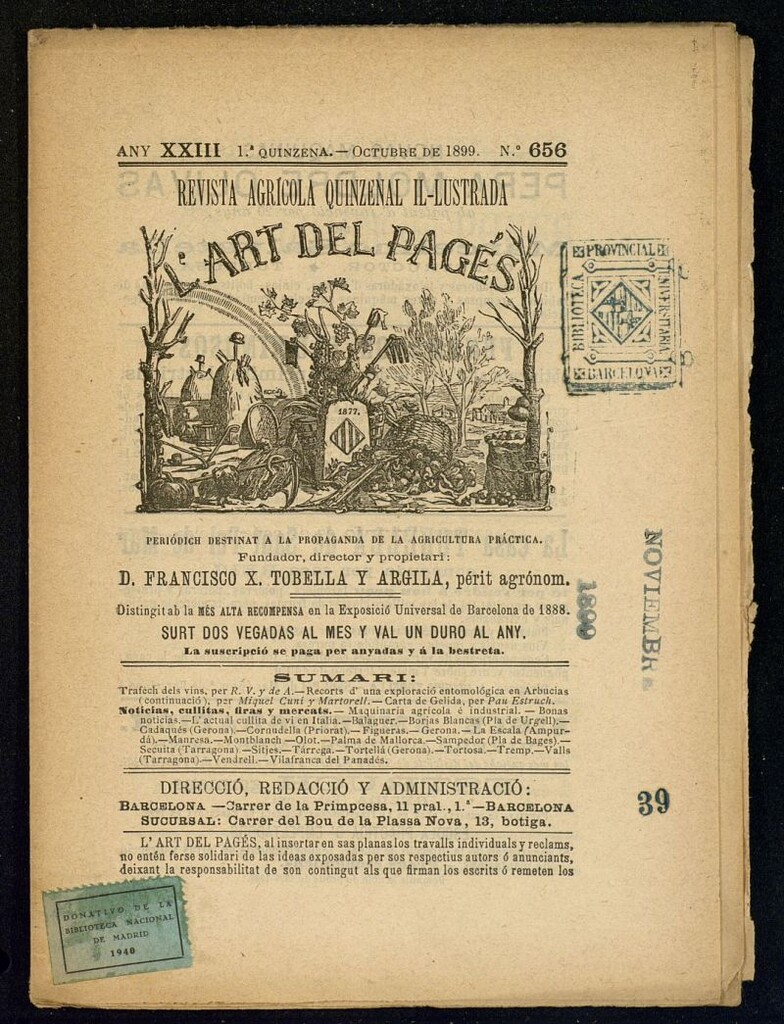 ANY XXIII 1.ª QUINZENA. — OCTUBRE DE 1899. N.º 656
REVISTA AGRÍCOLA QUINZENAL IL-LUSTRADA
L'ART DEL PAGÉS
1877.
BIBLIOTECA PROVINCIAL UNIVERSITARIA BARCELONA
PERIÓDICH DESTINAT A LA PROPAGANDA DE LA AGRICULTURA PRÁCTICA.
Fundador, director y propietari:
D. FRANCISCO X. TOBELLA Y ARGILA, périt agrónom.
Distingit ab la MÉS ALTA RECOMPENSA en la Exposició Universal de Barcelona de 1888.
SURT DOS VEGADAS AL MES Y VAL UN DURO AL ANY.
La suscripció se paga per anyadas y á la bestreta.
NOVIEMBRE
1899
SUMARI:
Trafech dels vins, per R. V. y de A.—Recorts d' una exploració entomológica en Arbucias
(continuació), per Miquel Cuní y Martorell.— Carta de Gelida, per Pau Estruch.
Noticias, cullitas, firas y mercats.— Maquinaria agrícola é industrial. — Bonas
noticias.—L' actual cullita de vi en Italia.—Balaguer.—Borjas Blancas (Pla de Urgell).—
Cadaqués (Gerona).—Cornudella (Priorat).— Figueras.— Gerona.— La Escala (Ampur-
dá).—Manresa.—Montblanch —Olot.—Palma de Mallorca.—Sampedor (Pla de Bages).—
Secuita (Tarragona) .—Sitjes.— Tárrega.—Tortellá (Gerona).—Tortosa.—Tremp.—Valls
(Tarragona).—Vendrell.—Vilafranca del Panadés.
DIRECCIÓ, REDACCIÓ Y ADMINISTRACIÓ:
BARCELONA —Carrer de la Primpcesa, 11 pral., 1.ª—BARCELONA
SUCURSAL: Carrer del Bou de la Plassa Nova, 13, botiga.
39
L' ART DEL PAGÉS, al insertar en sas planas los travalls individuals y reclams,
no entén ferse solidari de las ideas exposadas per sos respectius autors ó anunciants,
deixant la responsabilitat de son contingut als que firman los escrits ó remeten los
DONATIVO DE LA
BIBLIOTECA NACIONAL
DE MADRID
1940